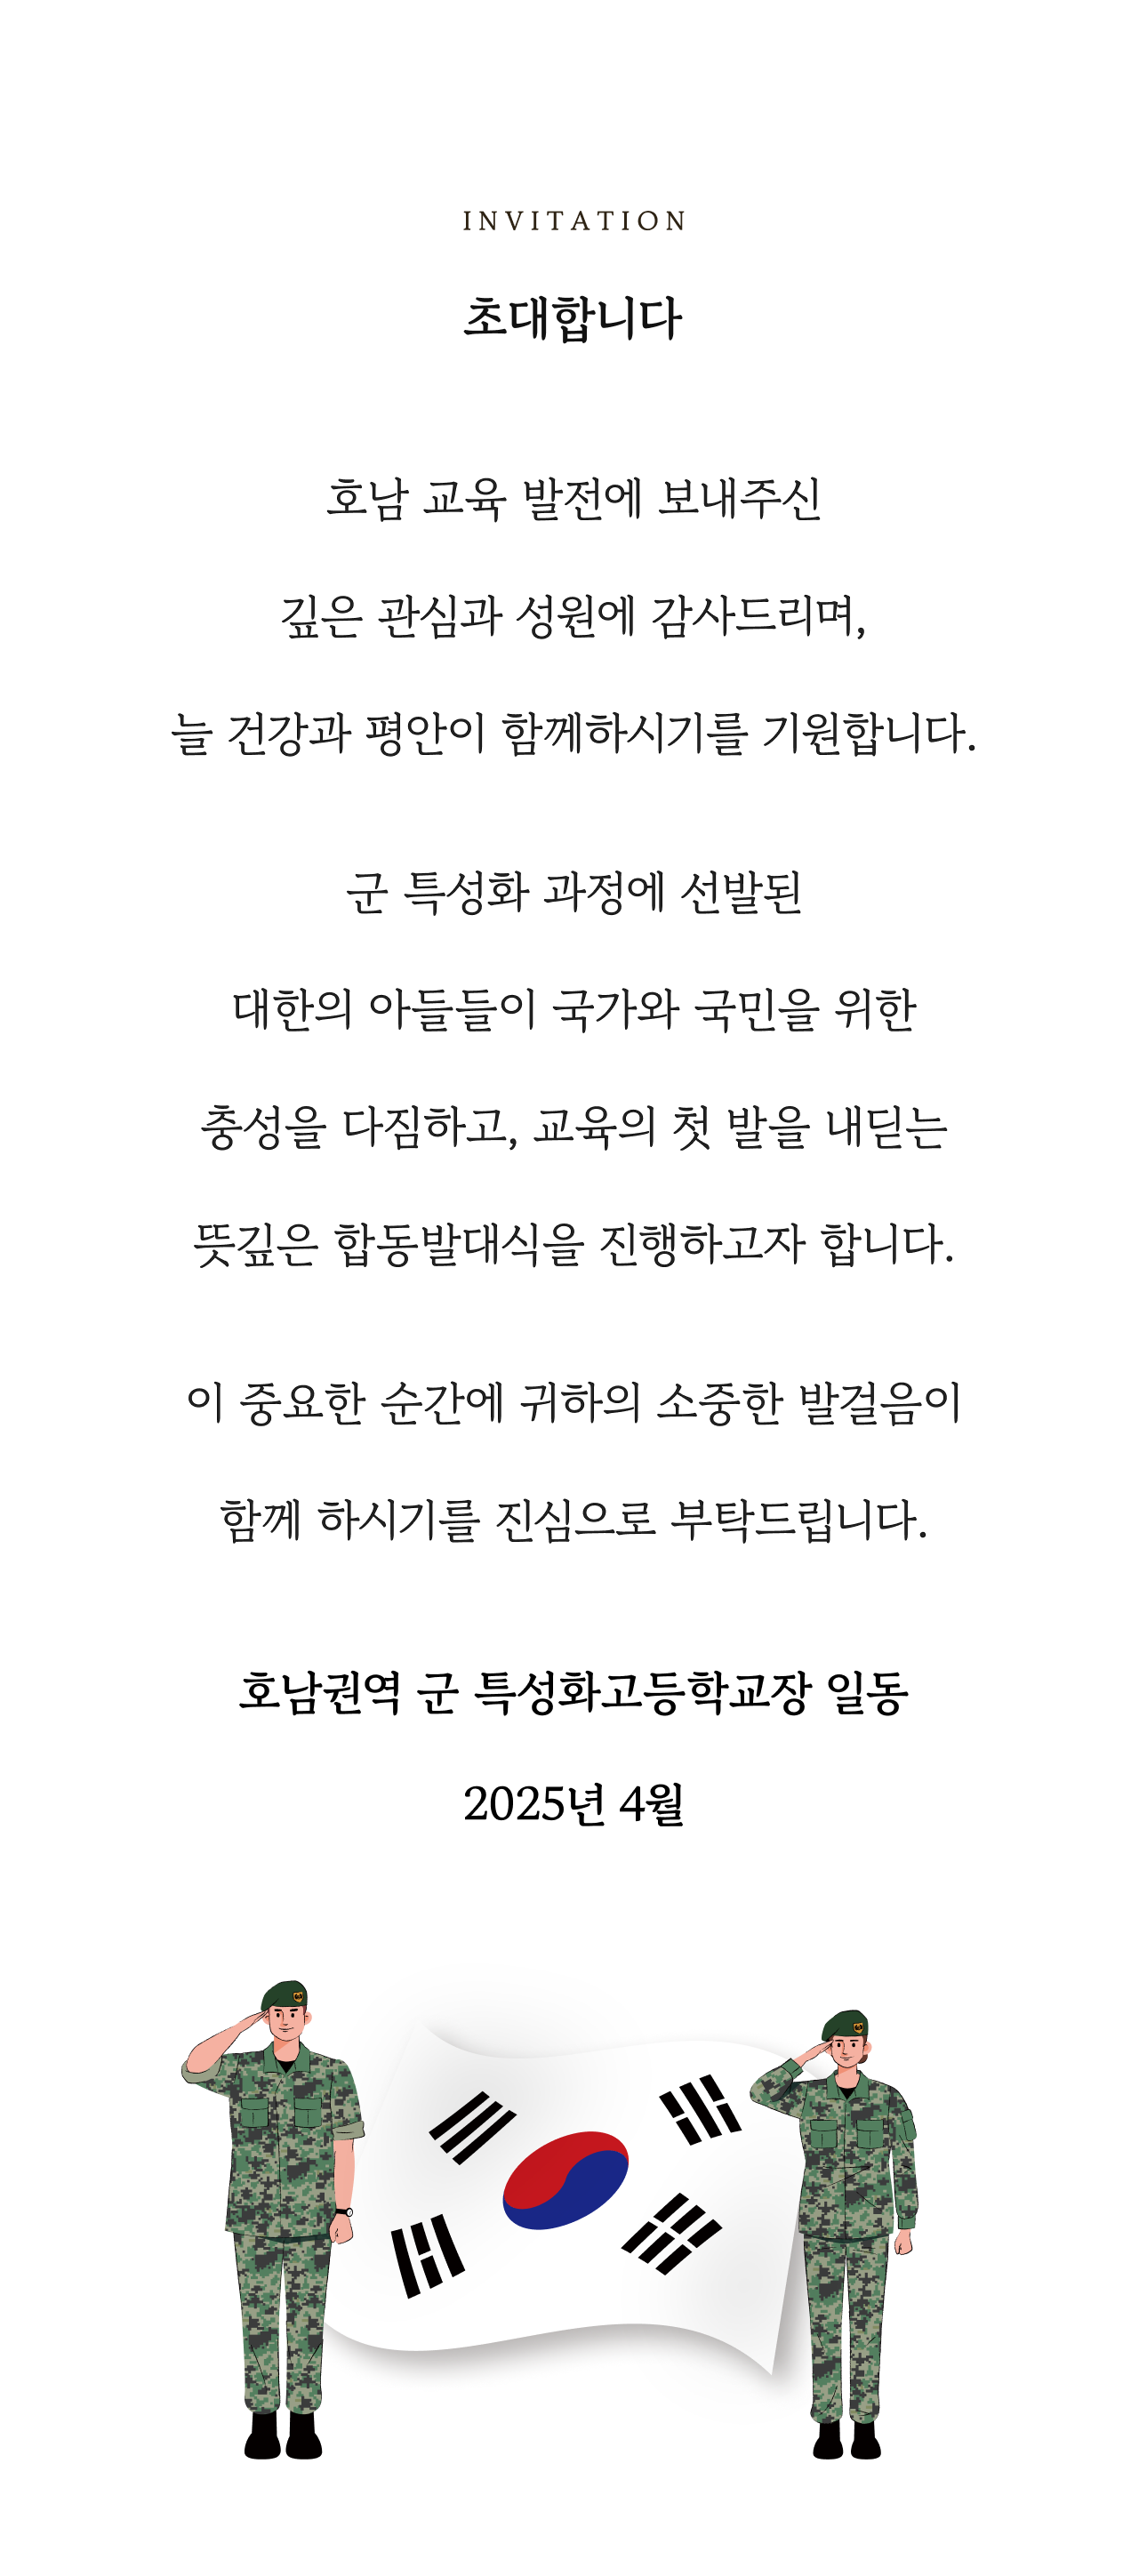 INVITATION
초대합니다
호남 교육 발전에 보내주신
깊은 관심과 성원에 감사드리며,
늘 건강과 평안이 함께하시기를 기원합니다.
군 특성화 과정에 선발된
대한의 아들들이 국가와 국민을 위한
충성을 다짐하고, 교육의 첫 발을 내딛는
뜻깊은 합동발대식을 진행하고자 합니다.
이 중요한 순간에 귀하의 소중한 발걸음이
함께 하시기를 진심으로 부탁드립니다.
호남권역 군 특성화고등학교장 일동
2025년 4월